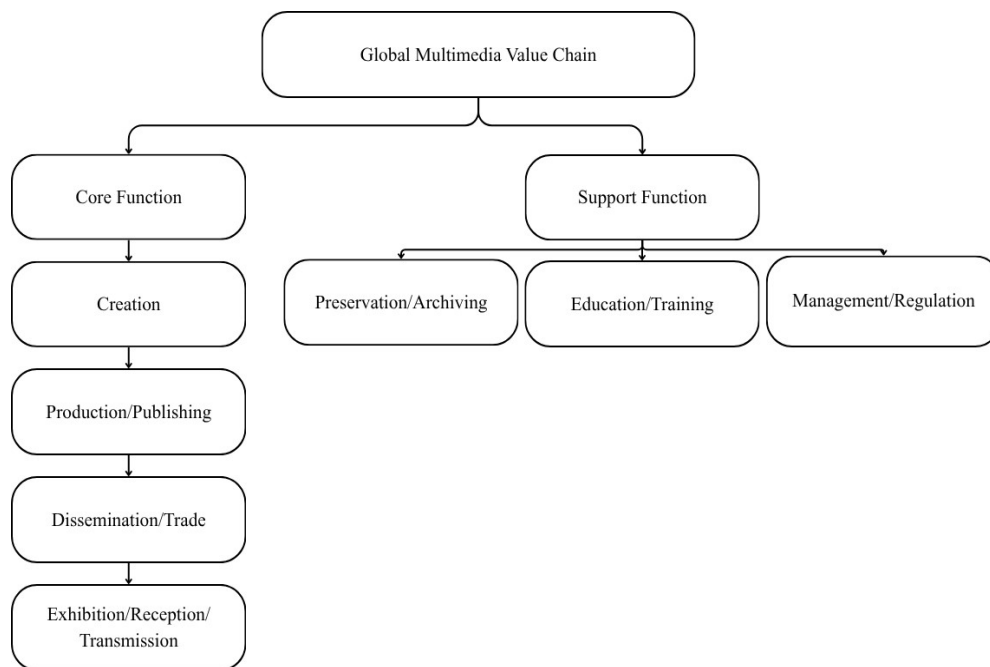 Global Multimedia Value Chain
Core Function
Support Function
Creation
Preservation/Archiving
Education/Training
Management/Regulation
Production/Publishing
Dissemination/Trade
Exhibition/Reception/
Transmission